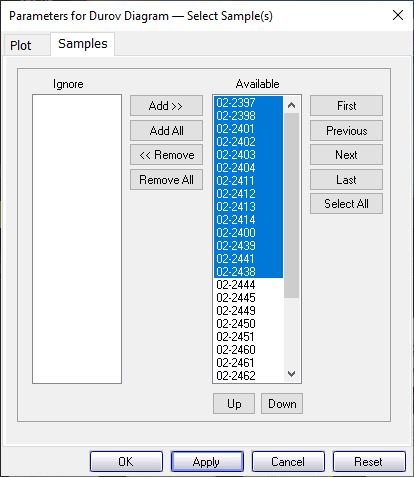 Parameters for Durov Diagram — Select Sample(s)
Plot Samples
Ignore Available
Add >>
Add All
<< Remove
Remove All
02-2397
02-2398
02-2401
02-2402
02-2403
02-2404
02-2411
02-2412
02-2413
02-2414
02-2400
02-2439
02-2441
02-2438
02-2444
02-2445
02-2449
02-2450
02-2451
02-2460
02-2461
02-2462
First
Previous
Next
Last
Select All
Up Down
OK Apply Cancel Reset